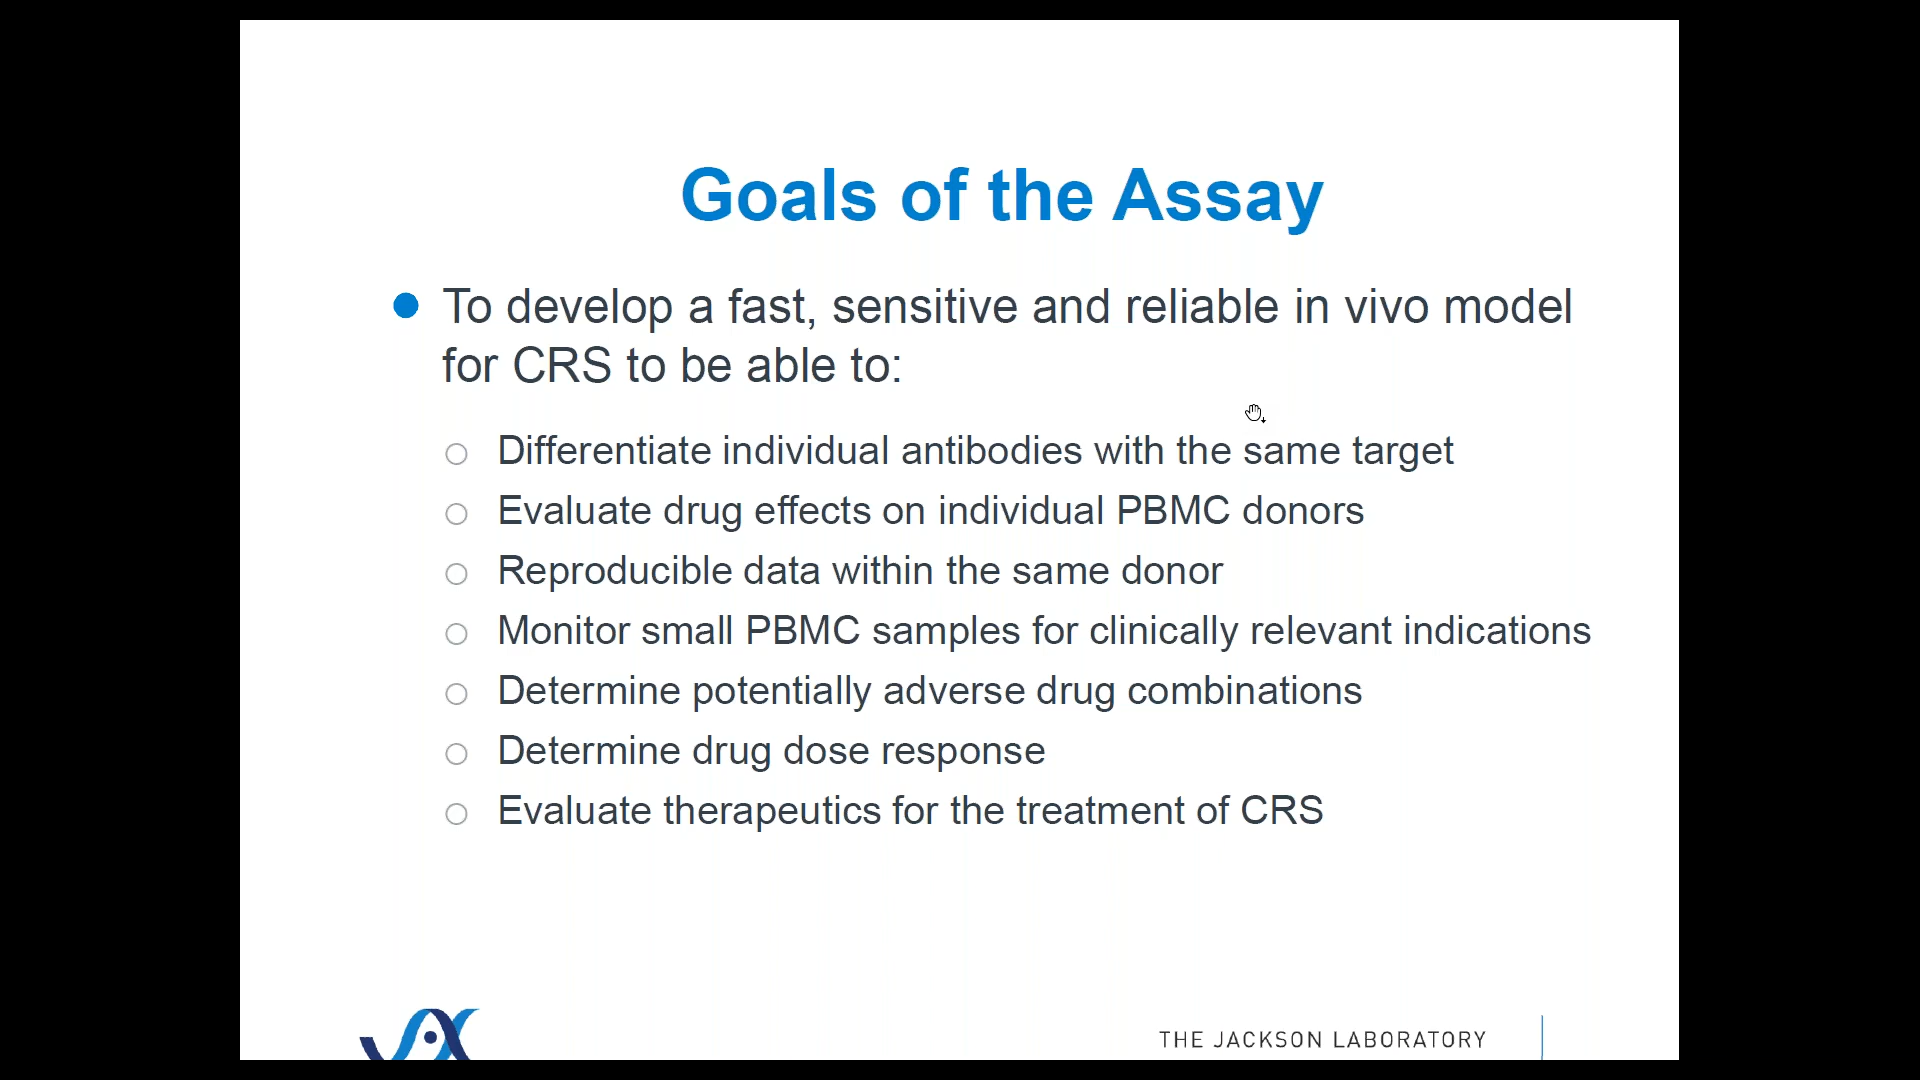 Goals of the Assay
To develop a fast, sensitive and reliable in vivo model
for CRS to be able to:
Differentiate individual antibodies with the same target
Evaluate drug effects on individual PBMC donors
Reproducible data within the same donor
Monitor small PBMC samples for clinically relevant indications
Determine potentially adverse drug combinations
Determine drug dose response
Evaluate therapeutics for the treatment of CRS
THE JACKSON LABORATORY